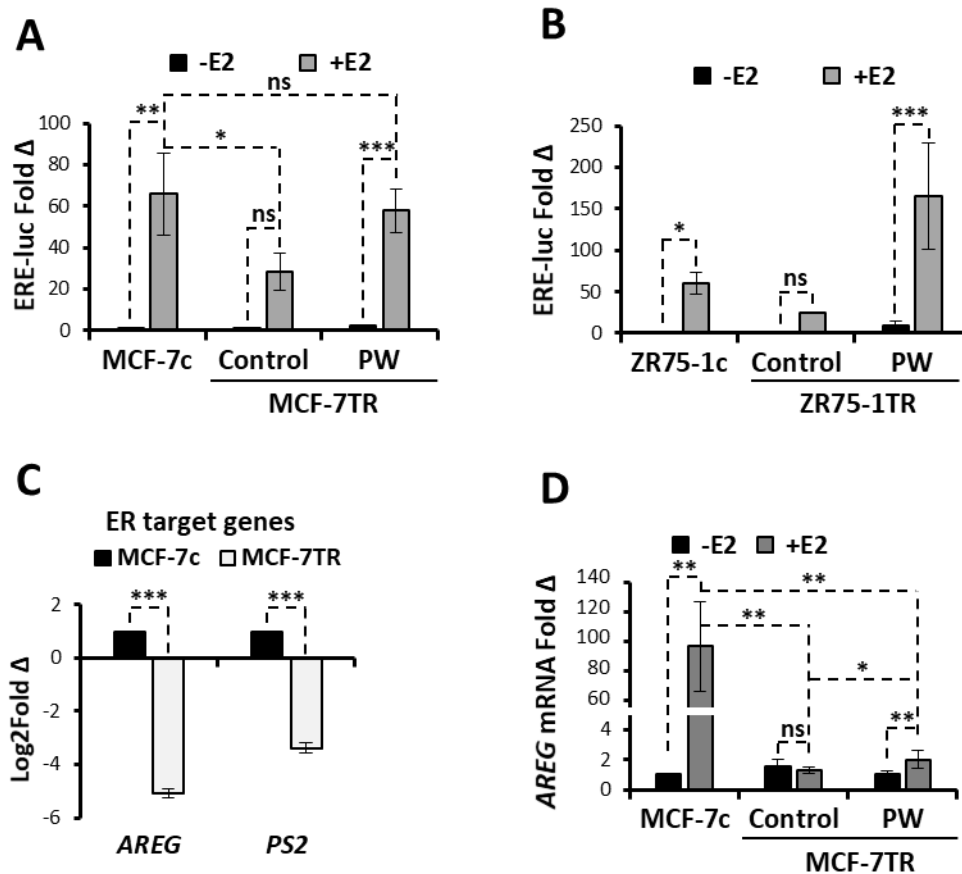 A
-E2 +E2
ns
**
*
***
ns
ERE-luc Fold Δ
100
80
60
40
20
0
MCF-7c Control PW
MCF-7TR
B
-E2 +E2
***
*
ns
ERE-luc Fold Δ
250
200
150
100
50
0
ZR75-1c Control PW
ZR75-1TR
C
ER target genes
MCF-7c MCF-7TR
*** ***
Log2Fold Δ
2
0
-2
-4
-6
AREG PS2
D
-E2 +E2
**
**
**
*
ns
**
AREG mRNA Fold Δ
140
120
100
80
60
4
2
0
MCF-7c Control PW
MCF-7TR